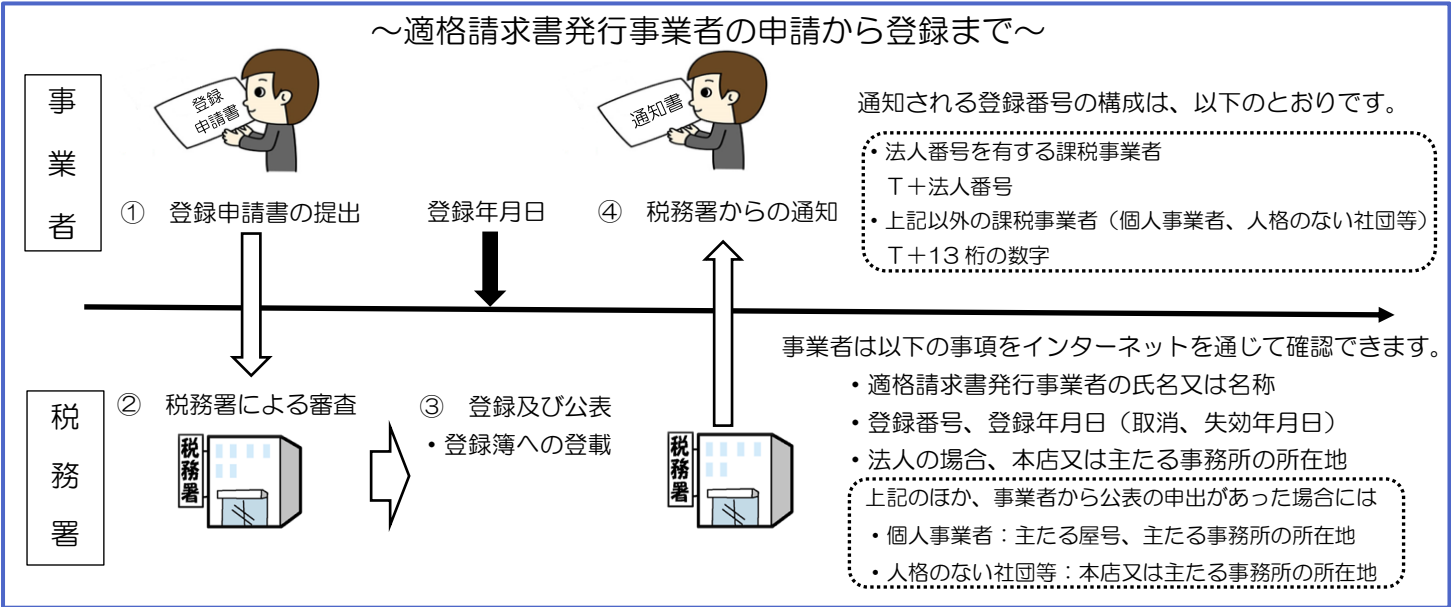 ～適格請求書発行事業者の申請から登録まで～
事業者
登録
申請書
① 登録申請書の提出
登録年月日
通知書
④ 税務署からの通知
通知される登録番号の構成は、以下のとおりです。
・法人番号を有する課税事業者
T＋法人番号
・上記以外の課税事業者（個人事業者、人格のない社団等）
T＋13桁の数字
税務署
② 税務署による審査
税務署
③ 登録及び公表
・登録簿への登載
税務署
事業者は以下の事項をインターネットを通じて確認できます。
・適格請求書発行事業者の氏名又は名称
・登録番号、登録年月日（取消、失効年月日）
・法人の場合、本店又は主たる事務所の所在地
上記のほか、事業者から公表の申出があった場合には
・個人事業者：主たる屋号、主たる事務所の所在地
・人格のない社団等：本店又は主たる事務所の所在地